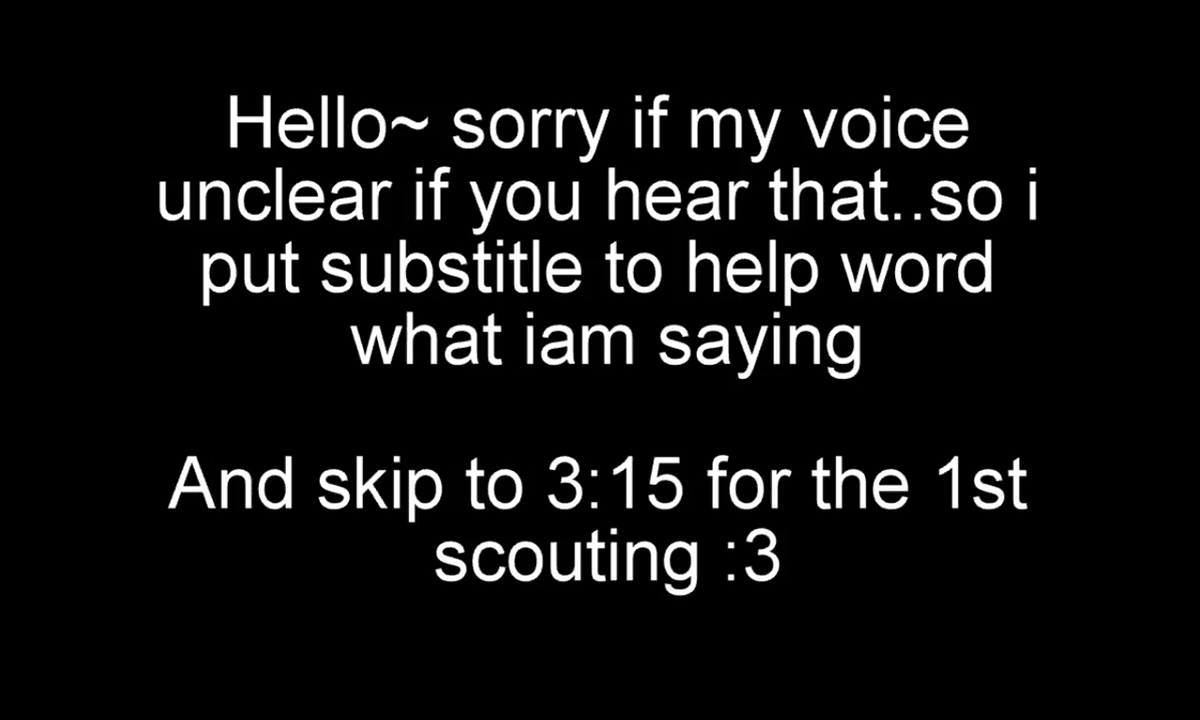 Hello~ sorry if my voice
unclear if you hear that..so i
put substitle to help word
what iam saying
And skip to 3:15 for the 1st
scouting :3